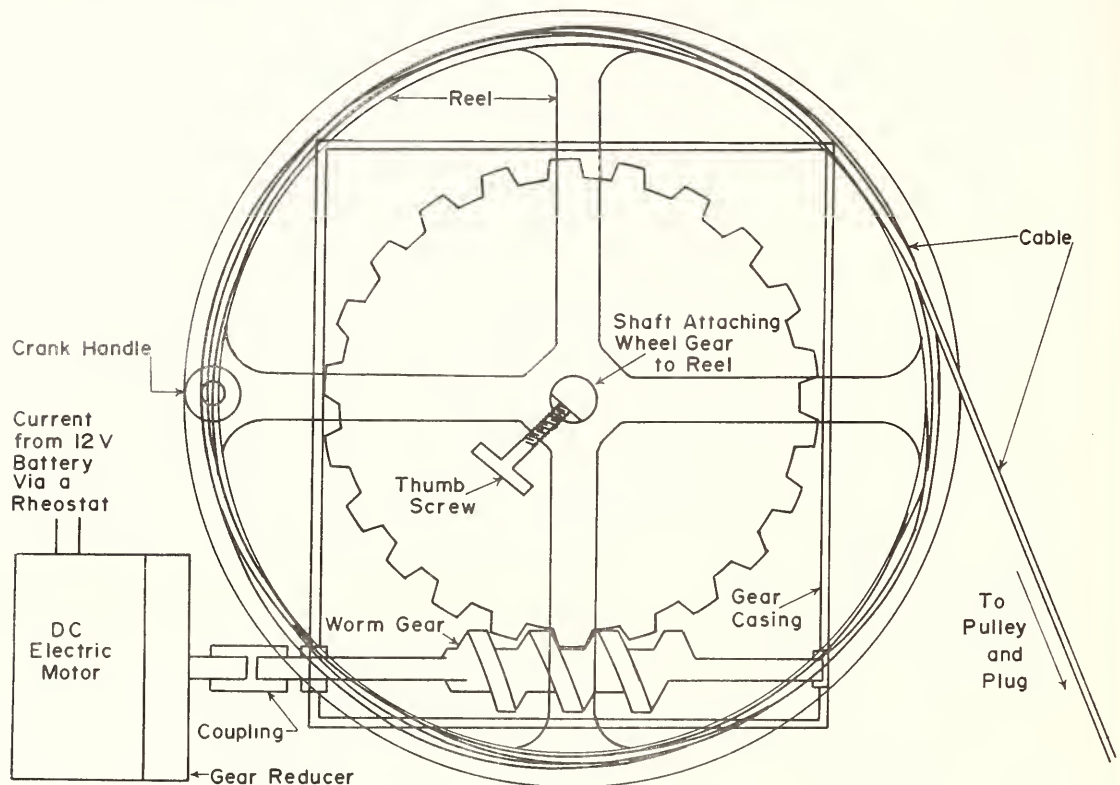 Reel
Cable
Shaft Attaching
Wheel Gear
to Reel
Crank Handle
Current
from 12V
Battery
Via a
Rheostat
Thumb
Screw
Gear
Casing
Worm Gear
To
Pulley
and
Plug
DC
Electric
Motor
Coupling
Gear Reducer